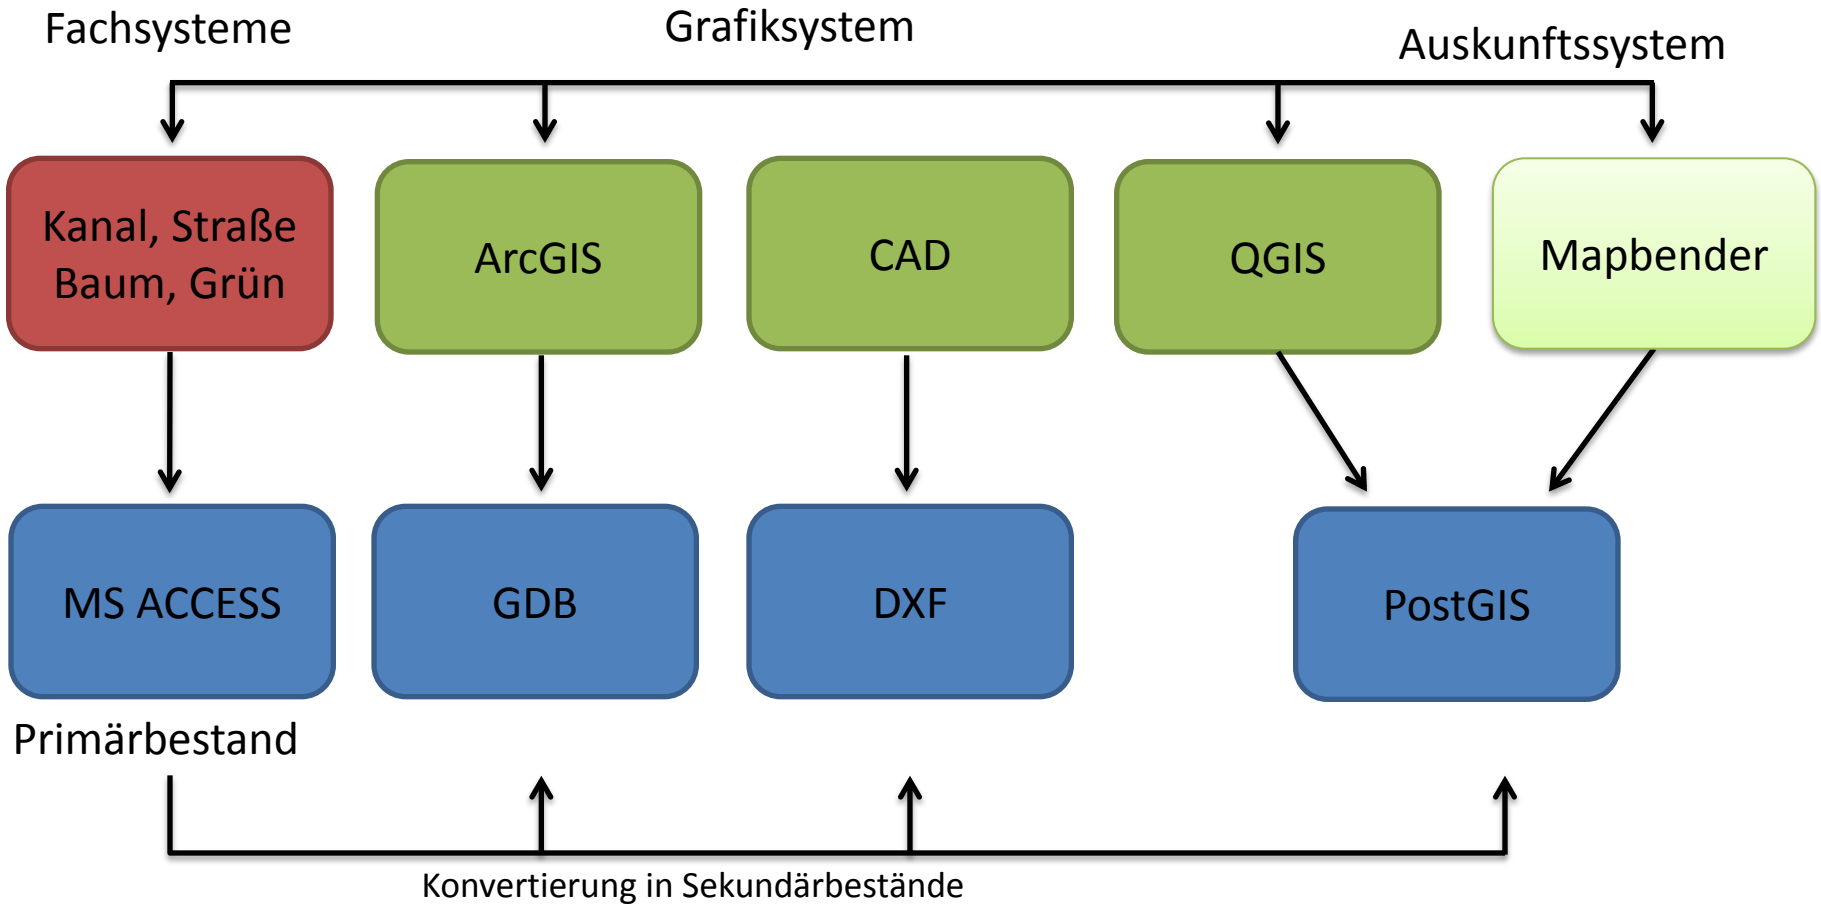 Fachsysteme
Grafiksystem
Auskunftssystem
Kanal, Straße
Baum, Grün
ArcGIS
CAD
QGIS
Mapbender
MS ACCESS
GDB
DXF
PostGIS
Primärbestand
Konvertierung in Sekundärbestände